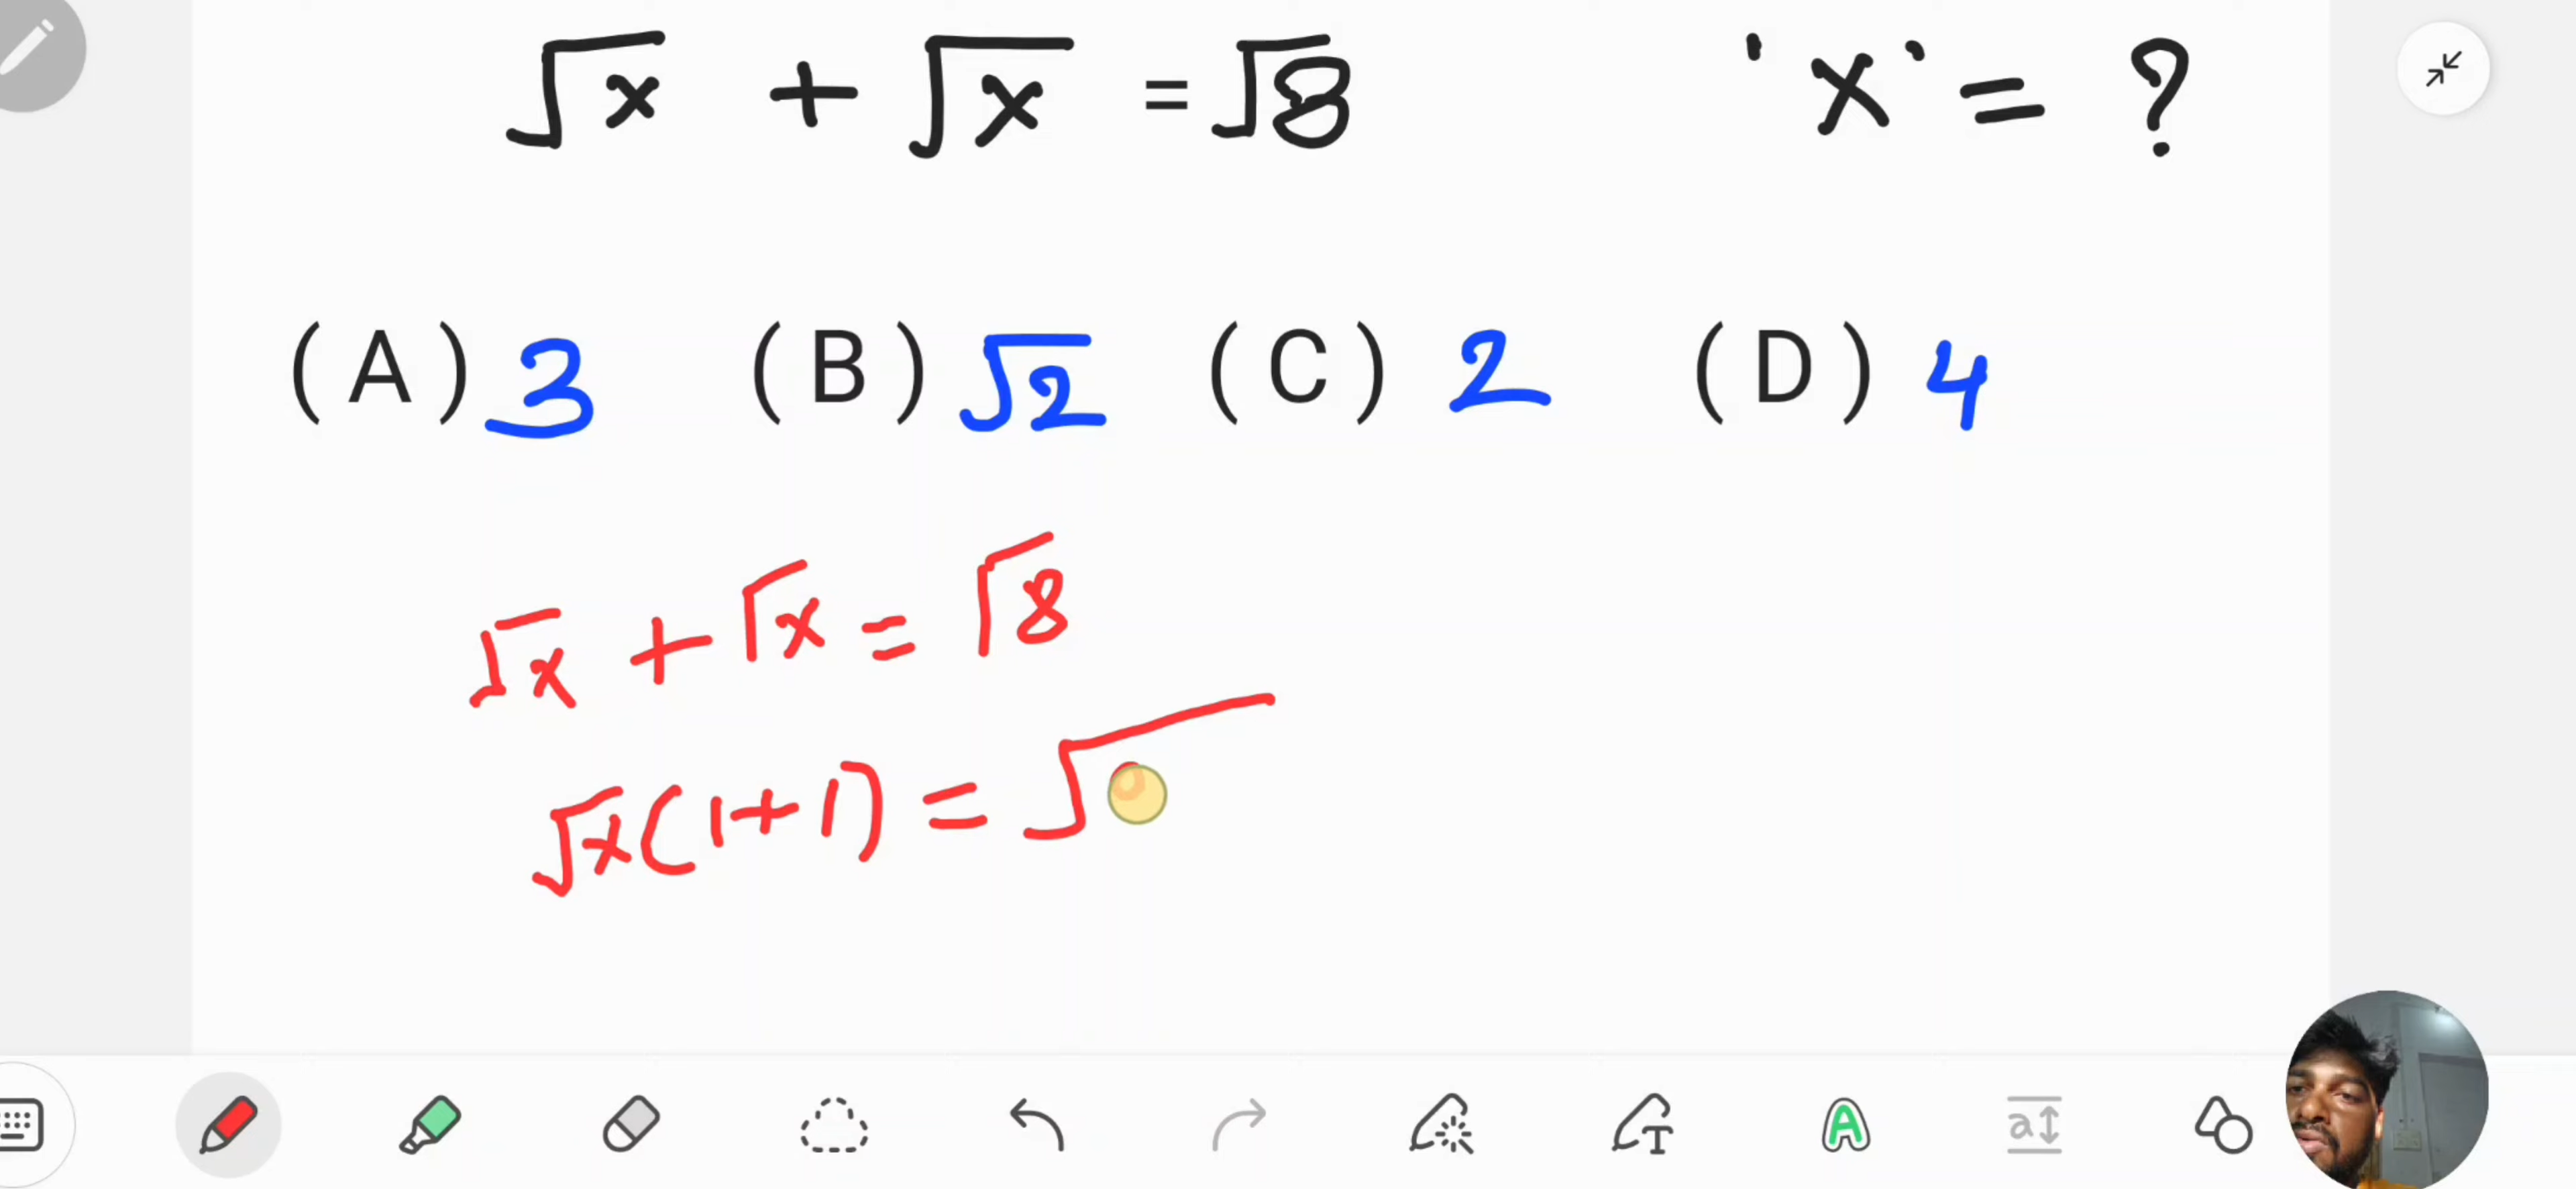 √x + √x = √8 'x' = ?
(A) 3 (B) √2 (C) 2 (D) 4
√x + √x = √8
√x(1+1) = √